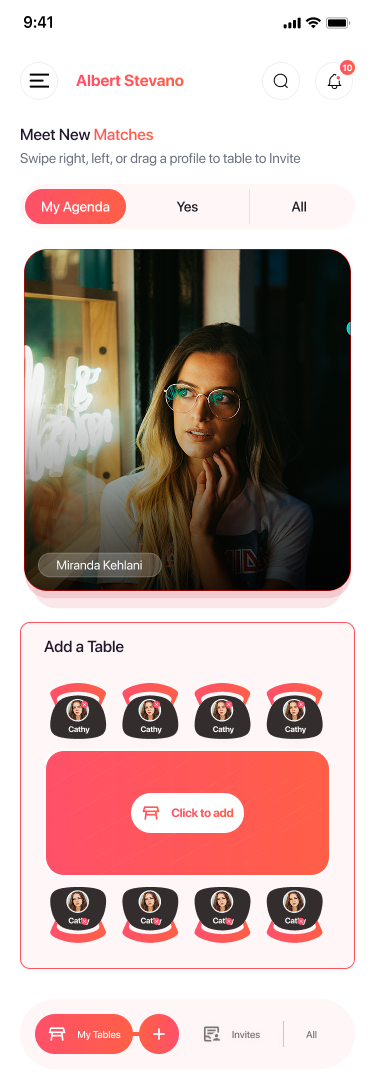 9:41
Albert Stevano
10
Meet New Matches
Swipe right, left, or drag a profile to table to Invite
My Agenda Yes All
Miranda Kehlani
Add a Table
Cathy Cathy Cathy Cathy
Click to add
Cathy Cathy Cathy Cathy
My Tables + Invites All